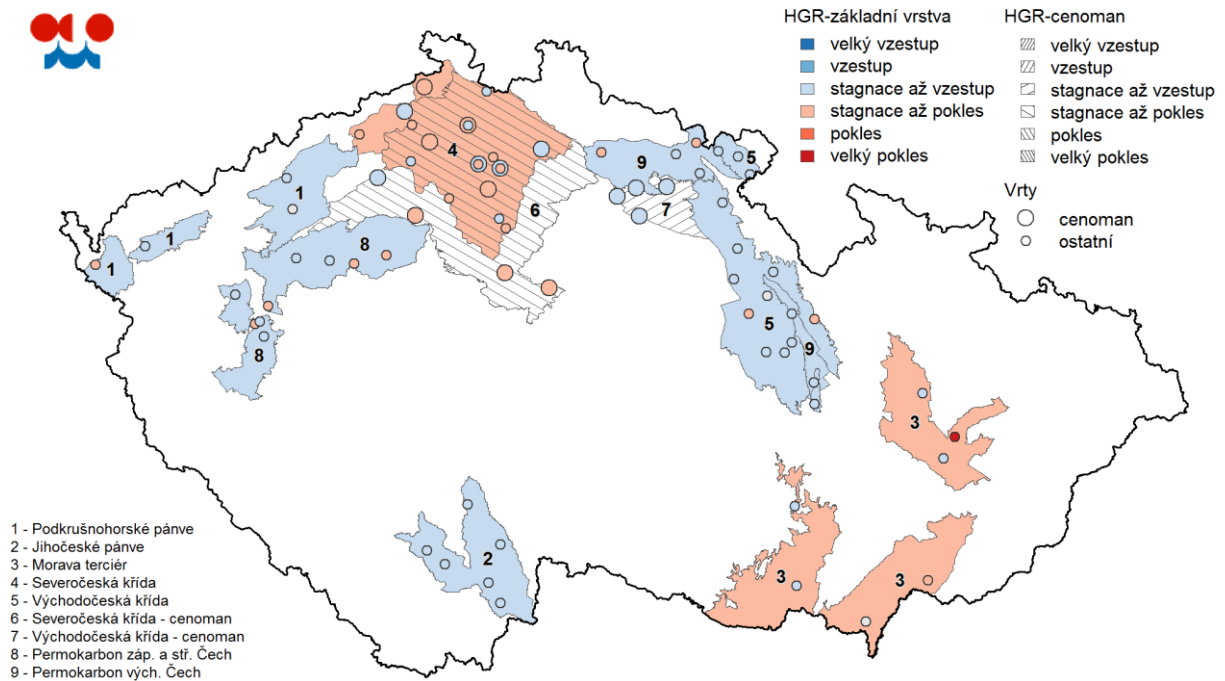 HGR-základní vrstva
velký vzestup
vzestup
stagnace až vzestup
stagnace až pokles
pokles
velký pokles
HGR-cenoman
velký vzestup
vzestup
stagnace až vzestup
stagnace až pokles
pokles
velký pokles
Vrty
cenoman
ostatní
4
9
5
1
7
6
1
8
1
5
9
8
3
2
3
3
1 - Podkrušnohorské pánve
2 - Jihočeské pánve
3 - Morava terciér
4 - Severočeská křída
5 - Východočeská křída
6 - Severočeská křída - cenoman
7 - Východočeská křída - cenoman
8 - Permokarbon záp. a stř. Čech
9 - Permokarbon vých. Čech